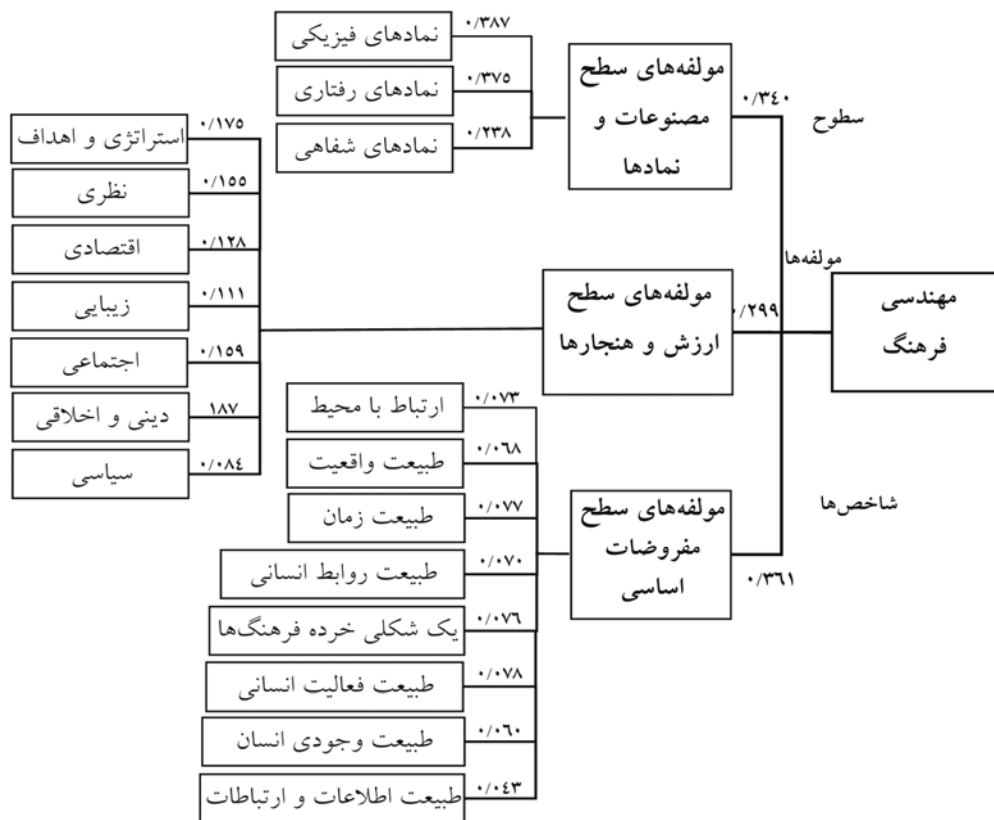 سطوح
مولفه‌ها
شاخص‌ها
مهندسی
فرهنگ
مولفه‌های سطح
مصنوعات و
نمادها
۰/۳٤۰
نمادهای فیزیکی
۰/۳۸۷
نمادهای رفتاری
۰/۳۷۵
نمادهای شفاهی
۰/۲۳۸
مولفه‌های سطح
ارزش و هنجارها
۰/۲۹۹
استراتژی و اهداف
۰/۱۷۵
نظری
۰/۱۵۵
اقتصادی
۰/۱۲۸
زیبایی
۰/۱۱۱
اجتماعی
۰/۱۵۹
دینی و اخلاقی
۱۸۷
سیاسی
۰/۰۸٤
مولفه‌های سطح
مفروضات
اساسی
۰/۳٦۱
ارتباط با محیط
۰/۰۷۳
طبیعت واقعیت
۰/۰٦۸
طبیعت زمان
۰/۰۷۷
طبیعت روابط انسانی
۰/۰۷۰
یک شکلی خرده فرهنگ‌ها
۰/۰۷٦
طبیعت فعالیت انسانی
۰/۰۷۸
طبیعت وجودی انسان
۰/۰٦۰
طبیعت اطلاعات و ارتباطات
۰/۰٤۳